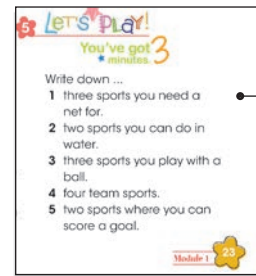 5 LET'S PLAY!
You've got 3
minutes.
Write down ...
1 three sports you need a
net for.
2 two sports you can do in
water.
3 three sports you play with a
ball.
4 four team sports.
5 two sports where you can
score a goal.
Module 1 23